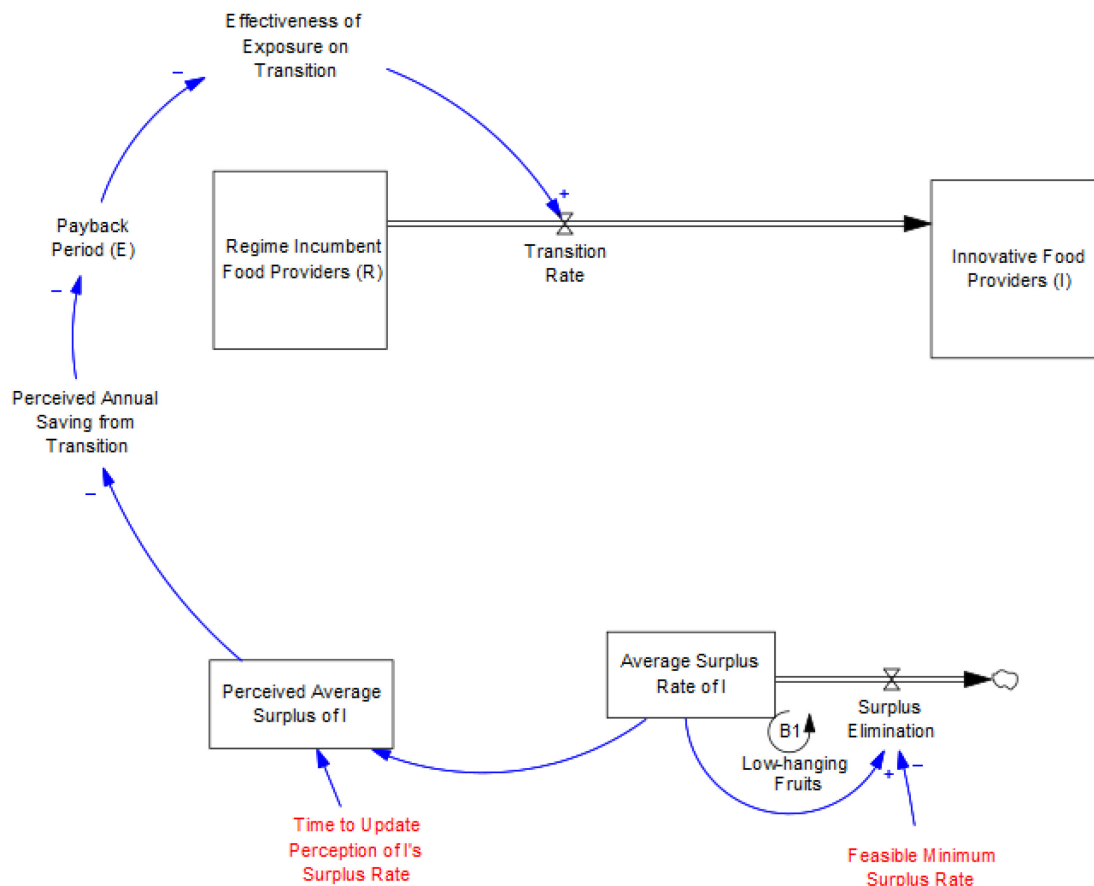 Effectiveness of
Exposure on
Transition
–
+
Payback
Period (E)
Regime Incumbent
Food Providers (R)
Transition
Rate
Innovative Food
Providers (I)
–
Perceived Annual
Saving from
Transition
–
Perceived Average
Surplus of I
Average Surplus
Rate of I
Surplus
Elimination
B1
Low-hanging
Fruits
+
–
Time to Update
Perception of I's
Surplus Rate
Feasible Minimum
Surplus Rate